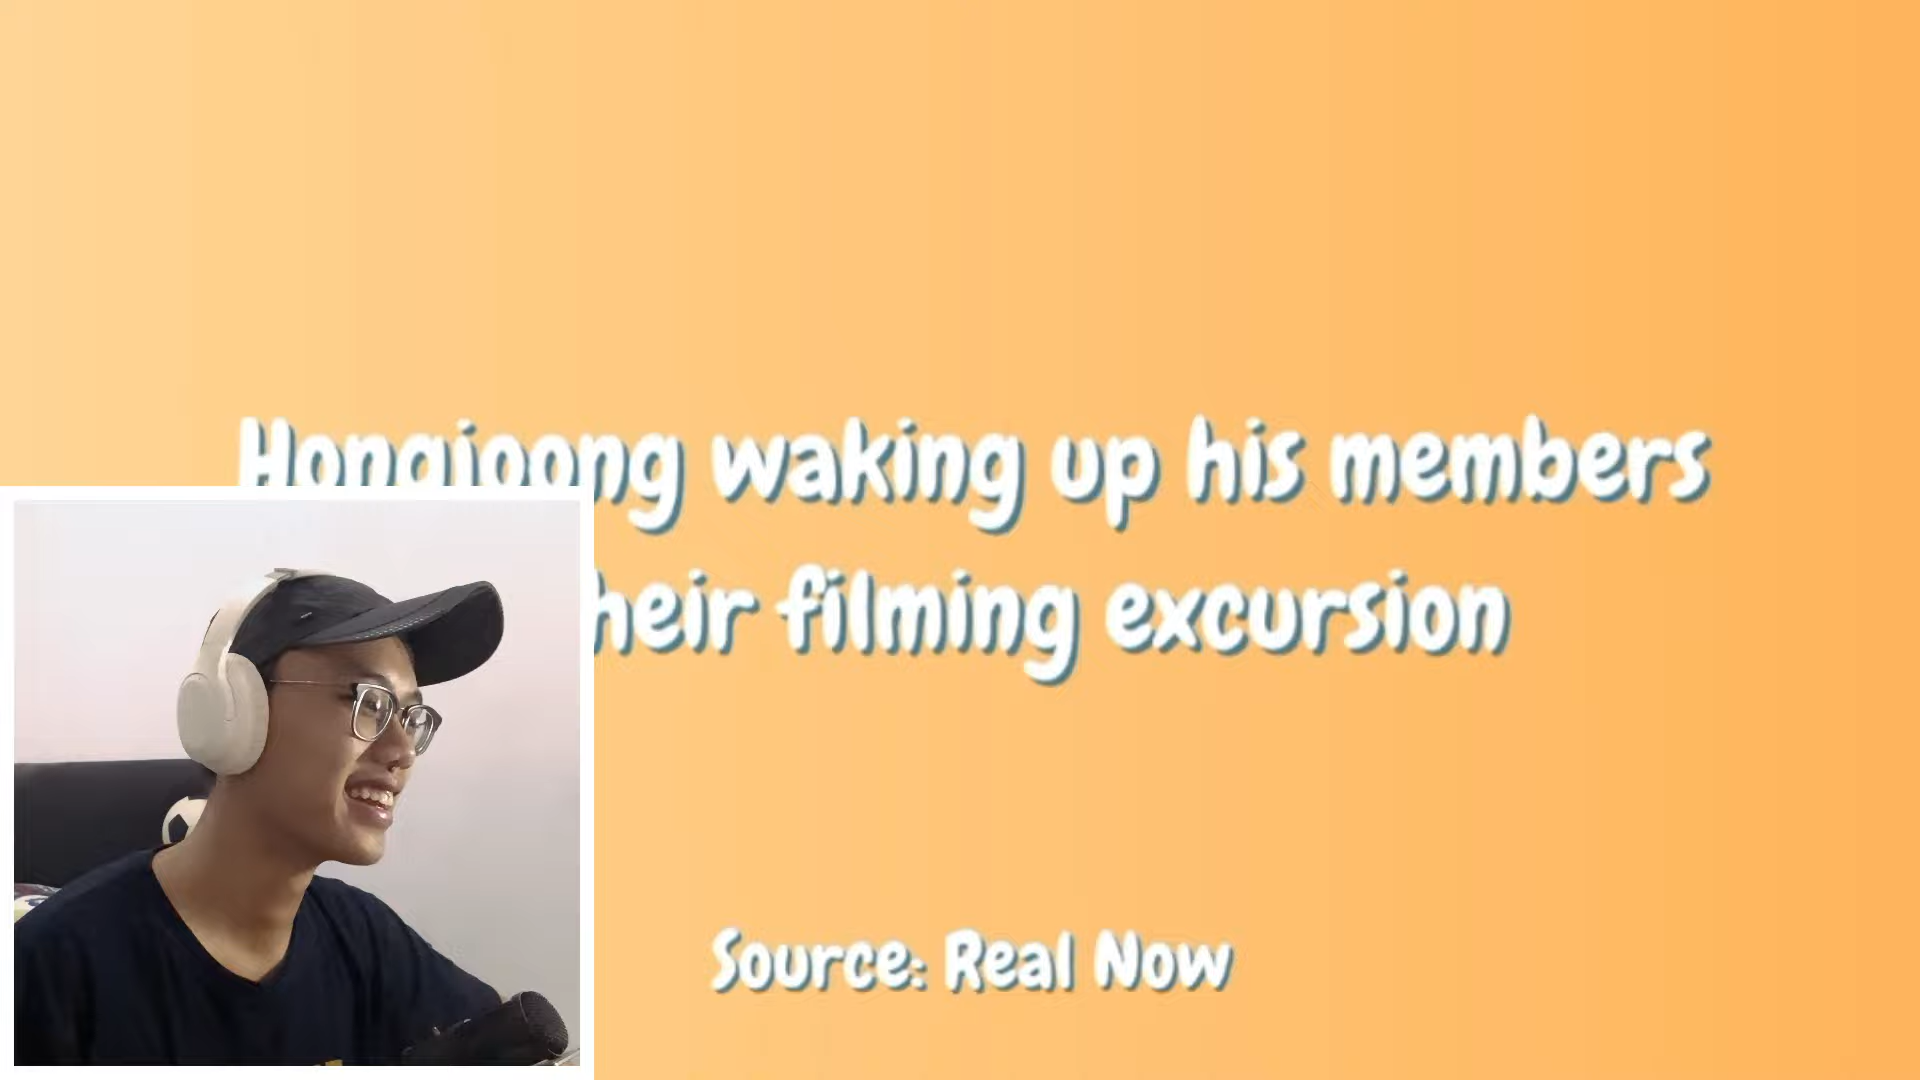 Hongjoong waking up his members
heir filming excursion
Source: Real Now